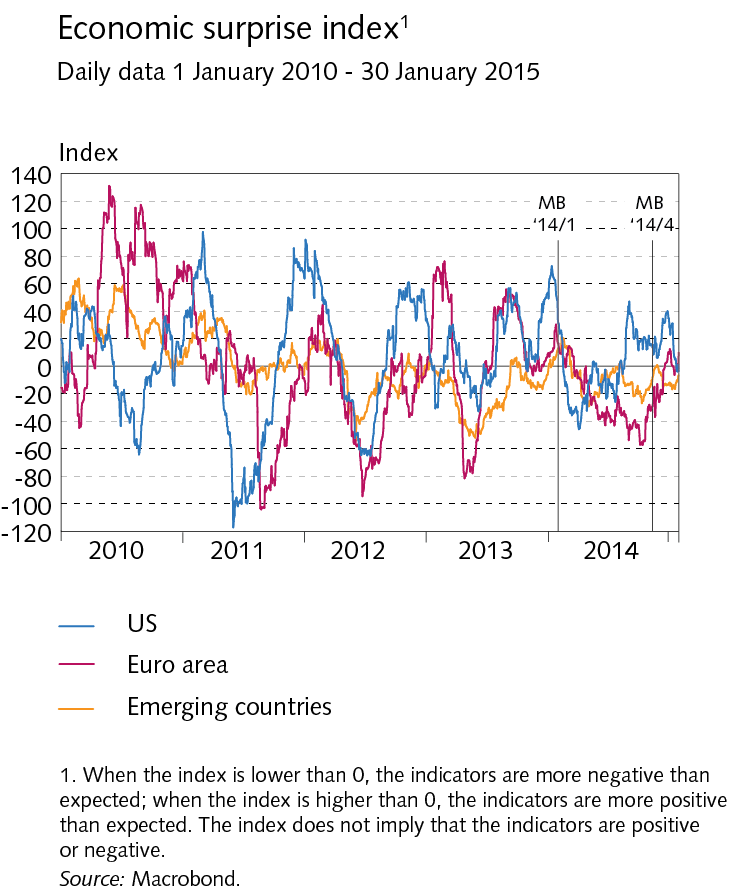 Economic surprise index¹
Daily data 1 January 2010 - 30 January 2015
Index
140
120
100
80
60
40
20
0
-20
-40
-60
-80
-100
-120
MB
‘14/1
MB
‘14/4
2010 2011 2012 2013 2014
US
Euro area
Emerging countries
1. When the index is lower than 0, the indicators are more negative than
expected; when the index is higher than 0, the indicators are more positive
than expected. The index does not imply that the indicators are positive
or negative.
Source: Macrobond.